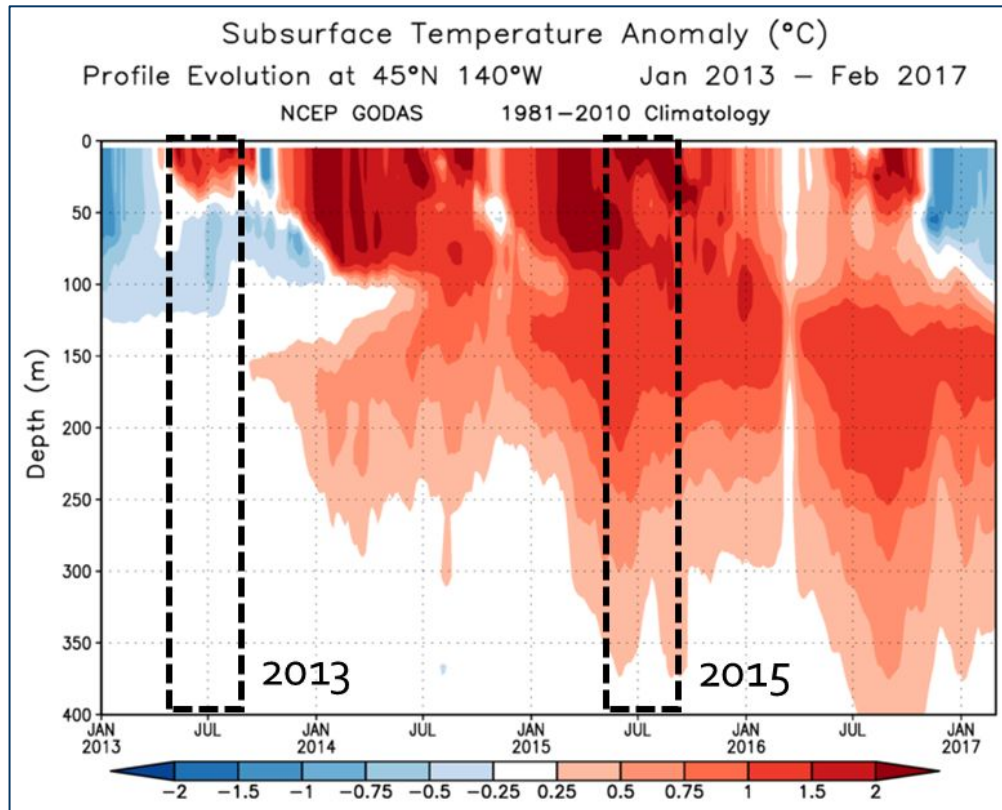 Subsurface Temperature Anomaly (°C)
Profile Evolution at 45°N 140°W Jan 2013 – Feb 2017
NCEP GODAS 1981–2010 Climatology
0
50
100
150
200
250
300
350
400
Depth (m)
2013 2015
JAN JUL JAN JUL JAN JUL JAN JUL JAN
2013 2014 2015 2016 2017
-2 -1.5 -1 -0.75 -0.5 -0.25 0.25 0.5 0.75 1 1.5 2